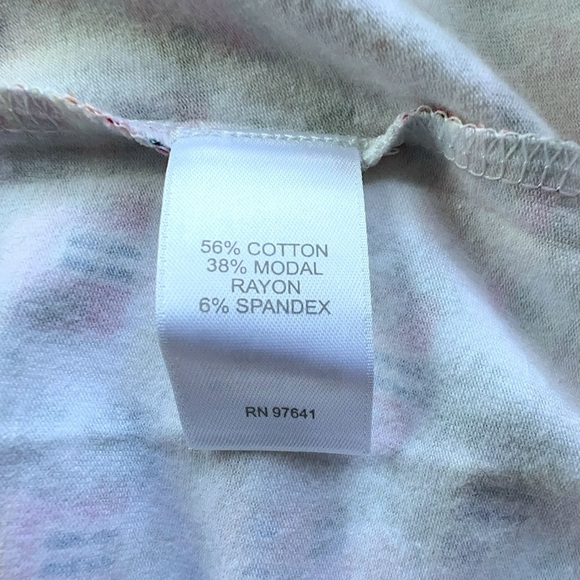 56% COTTON
38% MODAL
RAYON
6% SPANDEX
RN 97641